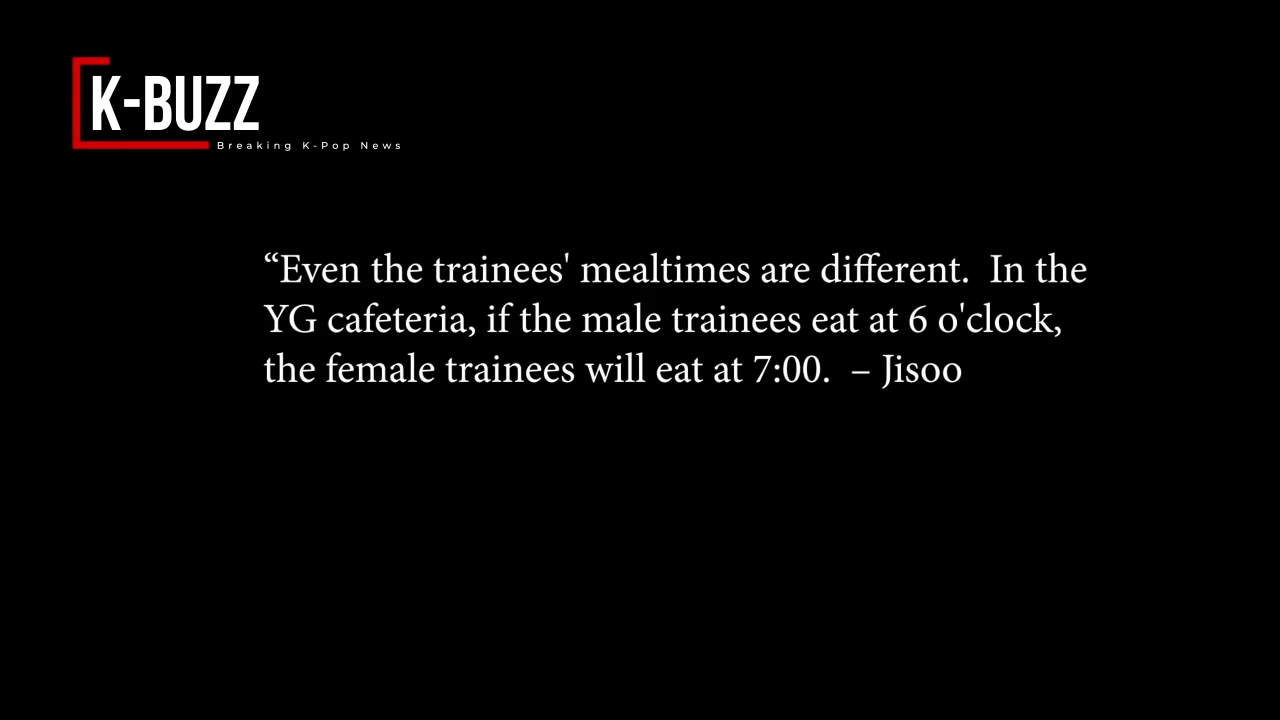 K-BUZZ
Breaking K-Pop News
“Even the trainees' mealtimes are different.  In the
YG cafeteria, if the male trainees eat at 6 o'clock,
the female trainees will eat at 7:00.  – Jisoo